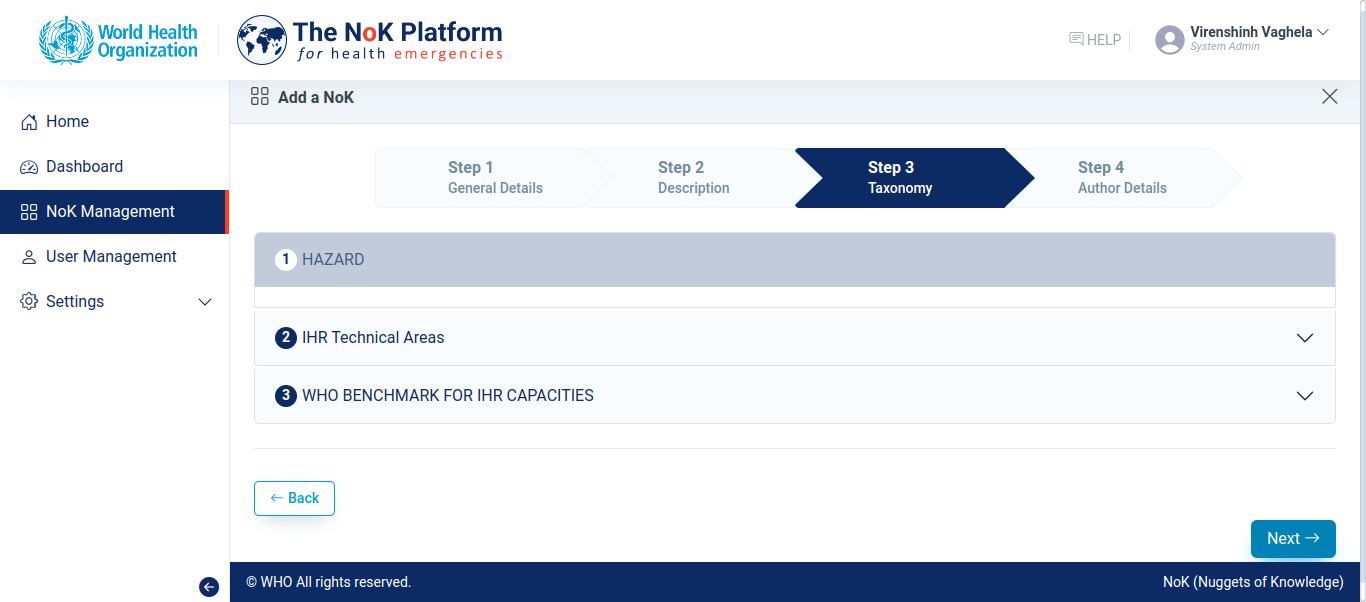 World Health
Organization
The NoK Platform
for health emergencies
HELP
Virenshinh Vaghela
System Admin
Home
Dashboard
NoK Management
User Management
Settings
Add a NoK
Step 1
General Details
Step 2
Description
Step 3
Taxonomy
Step 4
Author Details
1 HAZARD
2 IHR Technical Areas
3 WHO BENCHMARK FOR IHR CAPACITIES
← Back
Next →
© WHO All rights reserved.
NoK (Nuggets of Knowledge)